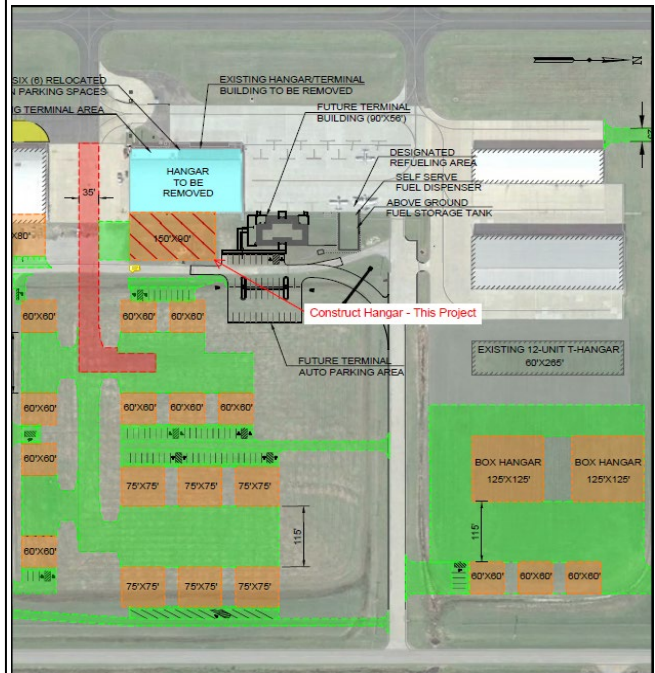 SIX (6) RELOCATED
PARKING SPACES
TERMINAL AREA
EXISTING HANGAR/TERMINAL
BUILDING TO BE REMOVED
FUTURE TERMINAL
BUILDING (90'X56')
N
DESIGNATED
REFUELING AREA
SELF SERVE
FUEL DISPENSER
ABOVE GROUND
FUEL STORAGE TANK
HANGAR
TO BE
REMOVED
35'
X80'
150'X90'
Construct Hangar - This Project
60'X60'
60'X60'
60'X60'
FUTURE TERMINAL
AUTO PARKING AREA
EXISTING 12-UNIT T-HANGAR
60'X265'
60'X60'
60'X60'
60'X60'
60'X60'
60'X60'
75'X75'
75'X75'
75'X75'
BOX HANGAR
125'X125'
BOX HANGAR
125'X125'
115'
115'
60'X60'
75'X75'
75'X75'
75'X75'
60'X60'
60'X60'
60'X60'